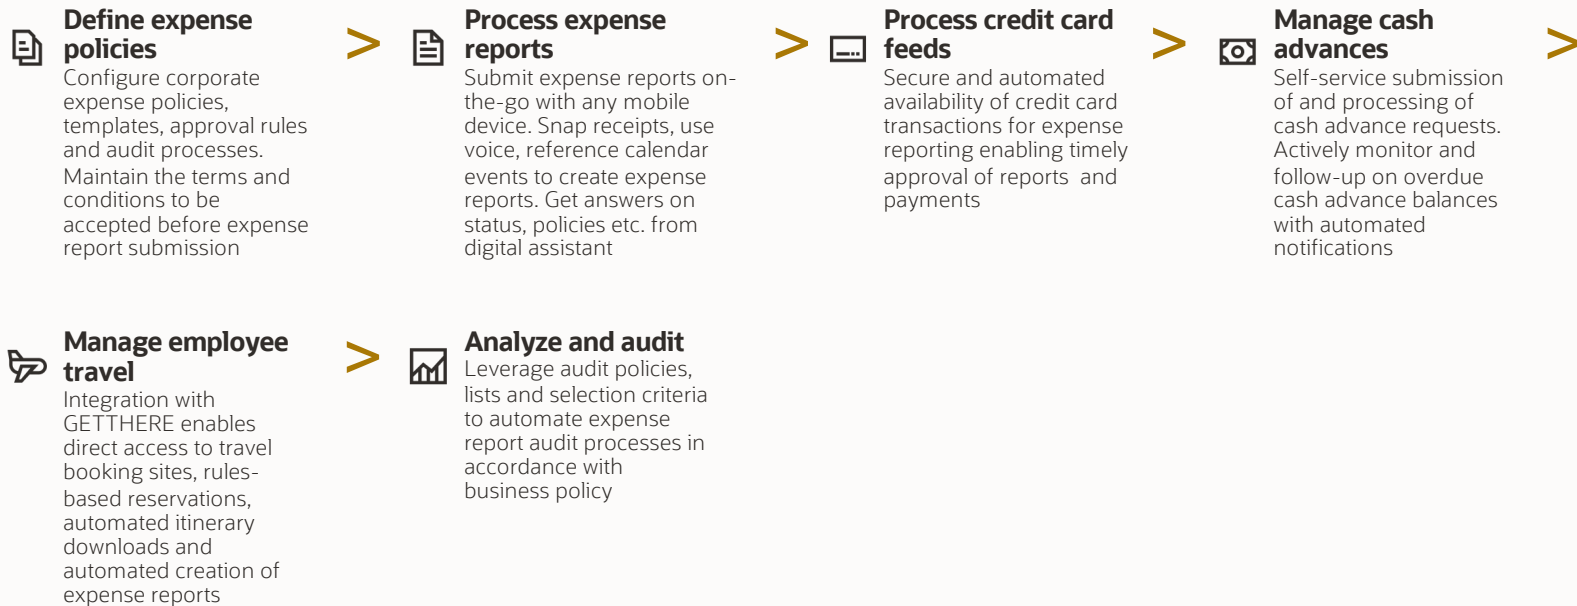 Define expense
policies
Configure corporate
expense policies,
templates, approval rules
and audit processes.
Maintain the terms and
conditions to be
accepted before expense
report submission
>
Process expense
reports
Submit expense reports on-
the-go with any mobile
device. Snap receipts, use
voice, reference calendar
events to create expense
reports. Get answers on
status, policies etc. from
digital assistant
>
Process credit card
feeds
Secure and automated
availability of credit card
transactions for expense
reporting enabling timely
approval of reports and
payments
>
Manage cash
advances
Self-service submission
of and processing of
cash advance requests.
Actively monitor and
follow-up on overdue
cash advance balances
with automated
notifications
>
Manage employee
travel
Integration with
GETTHERE enables
direct access to travel
booking sites, rules-
based reservations,
automated itinerary
downloads and
automated creation of
expense reports
>
Analyze and audit
Leverage audit policies,
lists and selection criteria
to automate expense
report audit processes in
accordance with
business policy